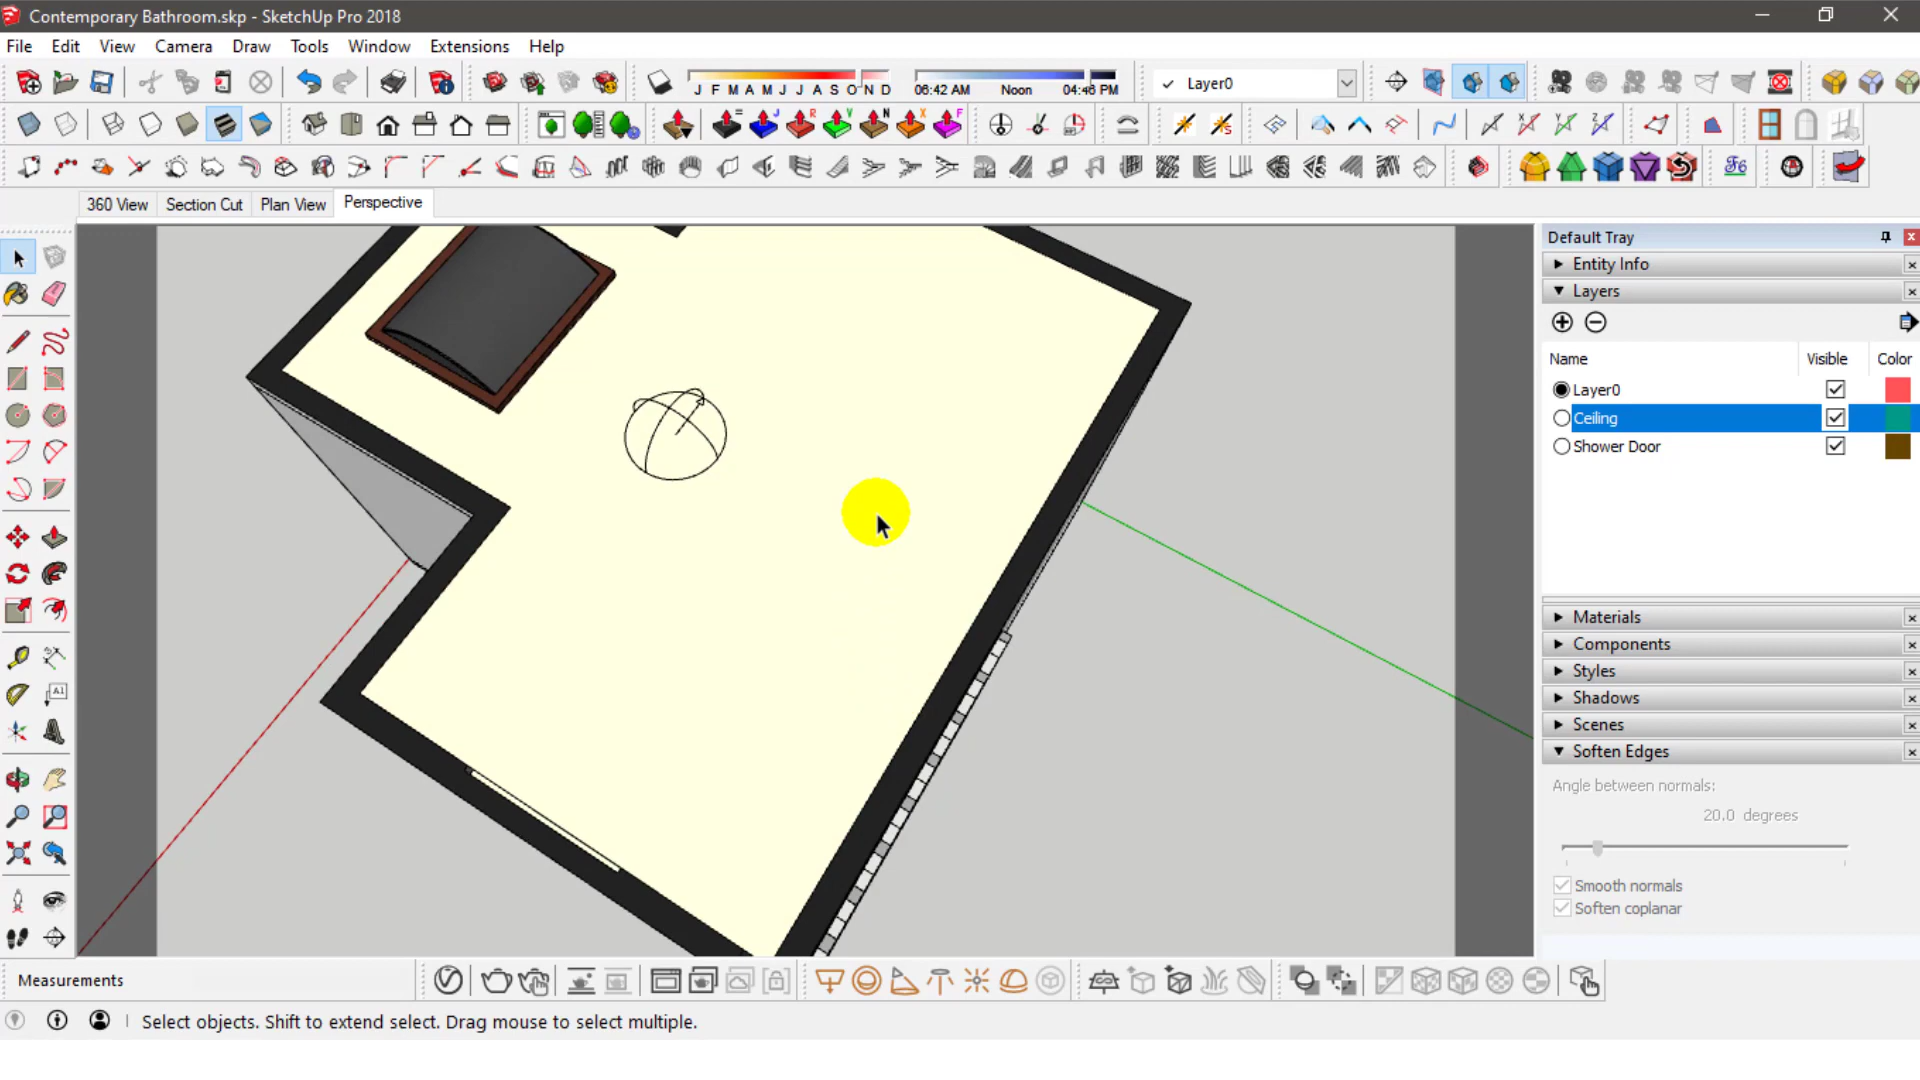 Contemporary Bathroom.skp - SketchUp Pro 2018
File Edit View Camera Draw Tools Window Extensions Help
J F M A M J J A S O N D 06:42 AM Noon 04:46 PM Layer0
360 View Section Cut Plan View Perspective
Default Tray
Entity Info
Layers
Name Visible Color
Layer0
Ceiling
Shower Door
Materials
Components
Styles
Shadows
Scenes
Soften Edges
Angle between normals:
20.0 degrees
Smooth normals
Soften coplanar
Measurements
Select objects. Shift to extend select. Drag mouse to select multiple.